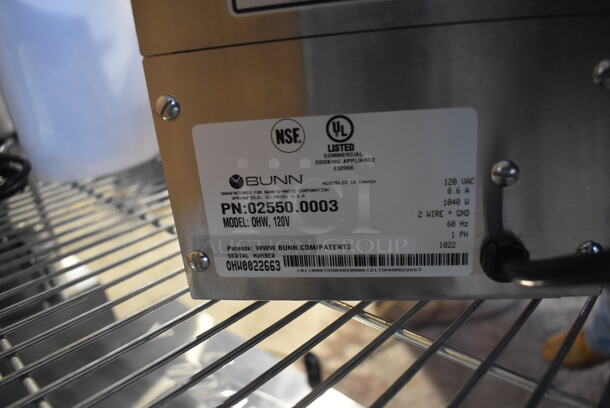 NSF.
UL
LISTED
COMMERCIAL
COOKING APPLIANCE
E32966
BUNN
ASSEMBLED IN CANADA
MANUFACTURED FOR BUNN-O-MATIC CORPORATION
SPRINGFIELD, ILLINOIS, U.S.A
PN:02550.0003
MODEL: OHW, 120V
120 VAC
8.6 A
1040 W
2 WIRE + GND
60 Hz
1 PH
1022
Patents: WWW.BUNN.COM/PATENTS
SERIAL NUMBER
OHW0022663